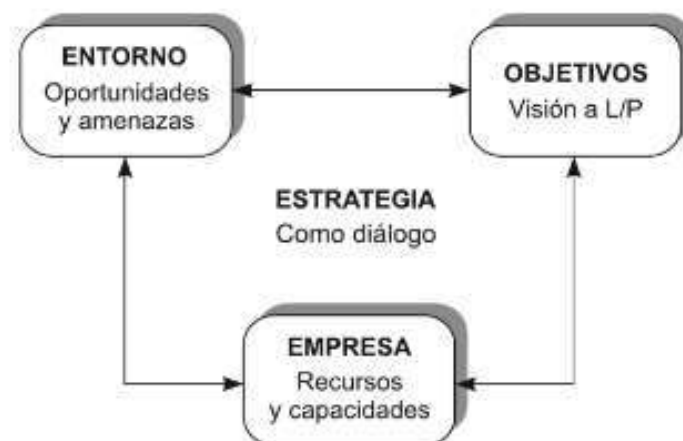 ENTORNO
Oportunidades
y amenazas
OBJETIVOS
Visión a L/P
ESTRATEGIA
Como diálogo
EMPRESA
Recursos
y capacidades